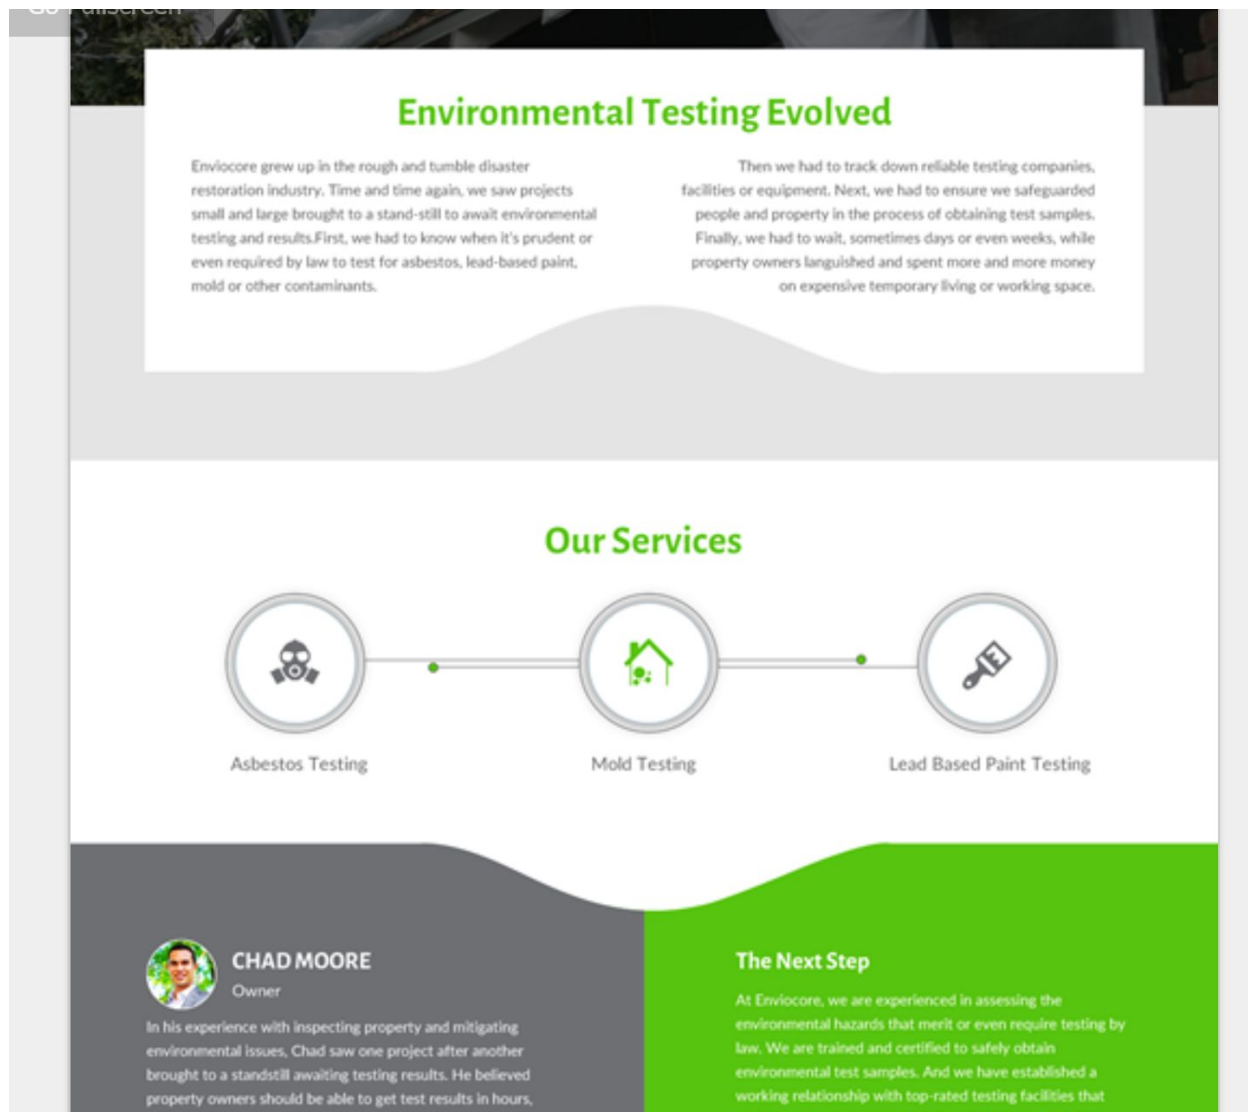 Go Fullscreen
Environmental Testing Evolved
Enviocore grew up in the rough and tumble disaster
restoration industry. Time and time again, we saw projects
small and large brought to a stand-still to await environmental
testing and results.First, we had to know when it's prudent or
even required by law to test for asbestos, lead-based paint,
mold or other contaminants.
Then we had to track down reliable testing companies,
facilities or equipment. Next, we had to ensure we safeguarded
people and property in the process of obtaining test samples.
Finally, we had to wait, sometimes days or even weeks, while
property owners languished and spent more and more money
on expensive temporary living or working space.
Our Services
Asbestos Testing
Mold Testing
Lead Based Paint Testing
CHAD MOORE
Owner
In his experience with inspecting property and mitigating
environmental issues, Chad saw one project after another
brought to a standstill awaiting testing results. He believed
property owners should be able to get test results in hours,
The Next Step
At Enviocore, we are experienced in assessing the
environmental hazards that merit or even require testing by
law. We are trained and certified to safely obtain
environmental test samples. And we have established a
working relationship with top-rated testing facilities that